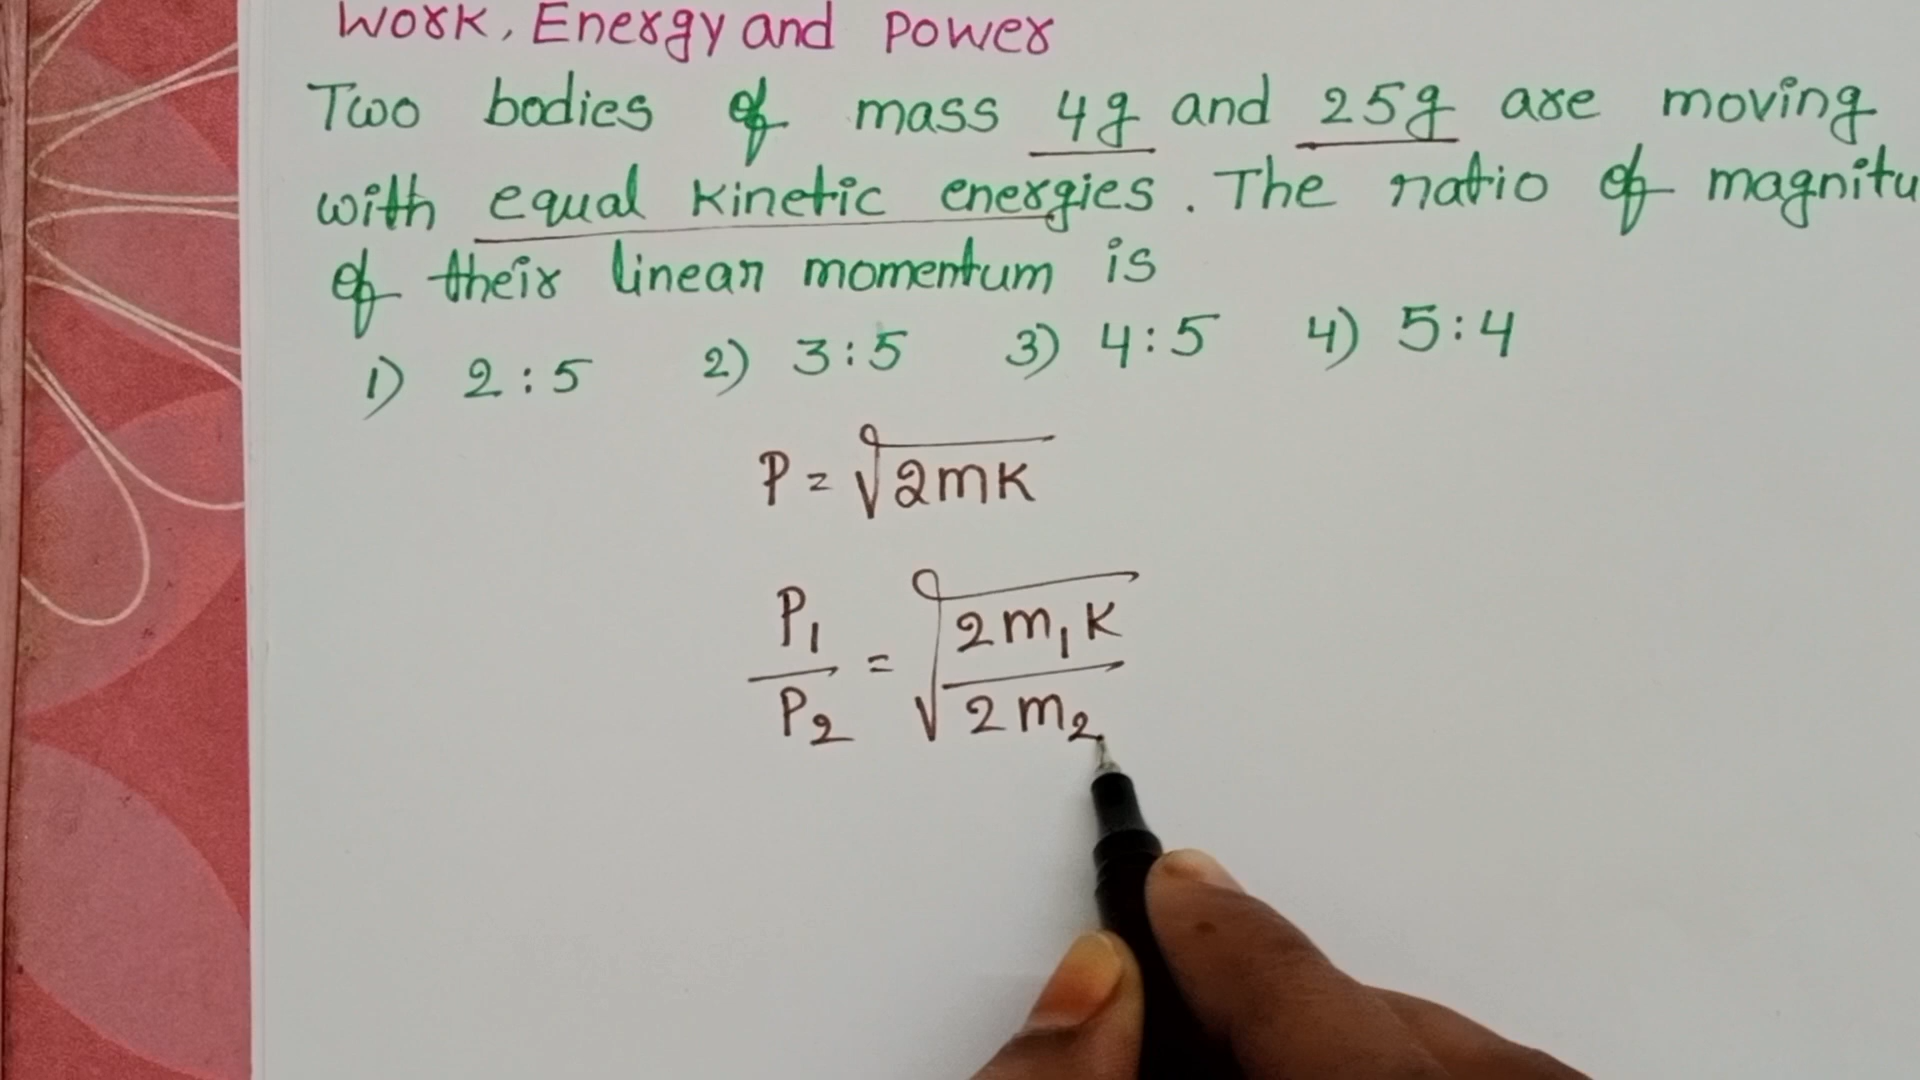 Work, Energy and Power
Two bodies of mass 4g and 25g are moving
with equal kinetic energies. The ratio of magnitu
of their linear momentum is
1) 2:5 2) 3:5 3) 4:5 4) 5:4
P = √2mK
P₁/P₂ = √(2m₁K/2m₂